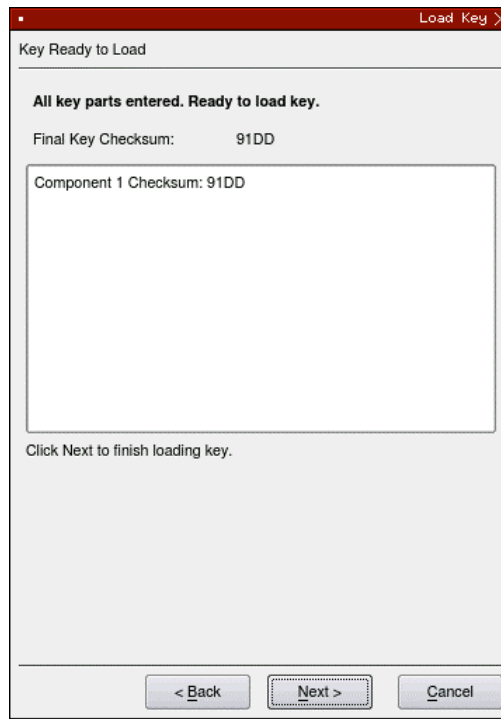 Load Key
Key Ready to Load
All key parts entered. Ready to load key.
Final Key Checksum: 91DD
Component 1 Checksum: 91DD
Click Next to finish loading key.
< Back Next > Cancel